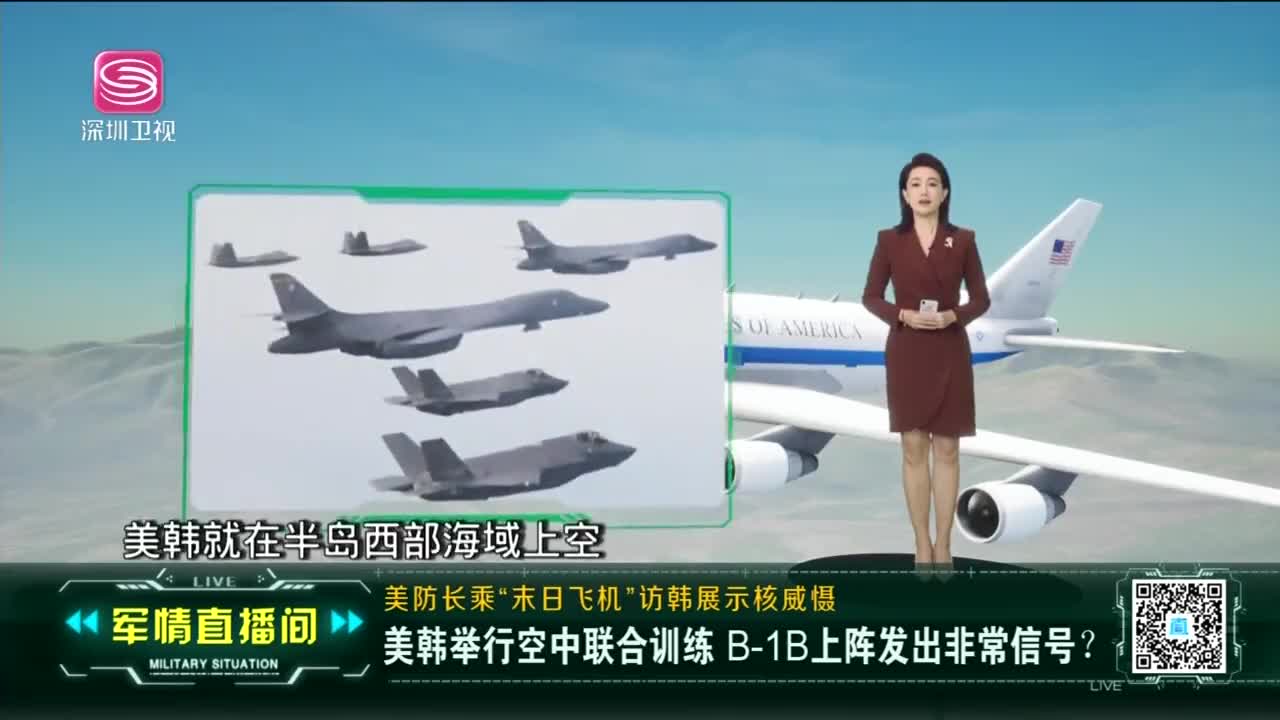 深圳卫视
S OF AMERICA
美韩就在半岛西部海域上空
LIVE
军情直播间
MILITARY SITUATION
美防长乘“末日飞机”访韩展示核威慑
美韩举行空中联合训练 B-1B上阵发出非常信号?
直
LIVE